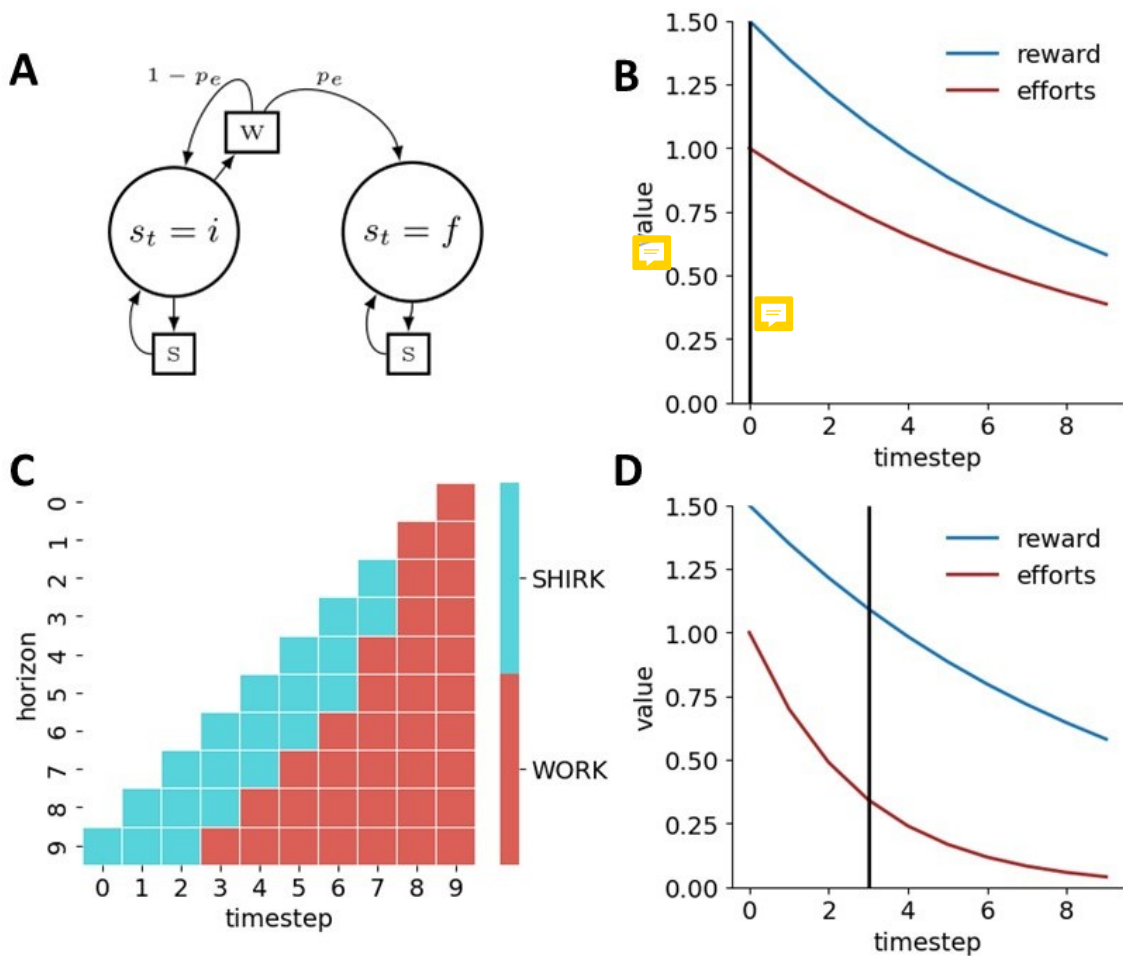 A
1 − p_e
p_e
W
s_t = i
s_t = f
S
S
B
1.50
1.25
1.00
0.75
0.50
0.25
0.00
value
0 2 4 6 8
timestep
reward
efforts
C
horizon
0
1
2
3
4
5
6
7
8
9
0 1 2 3 4 5 6 7 8 9
timestep
SHIRK
WORK
D
1.50
1.25
1.00
0.75
0.50
0.25
0.00
value
0 2 4 6 8
timestep
reward
efforts